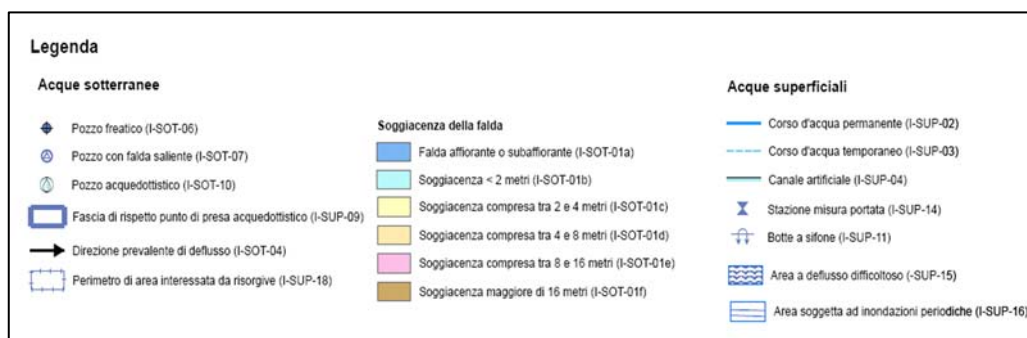 Legenda
Acque sotterranee
Pozzo freatico (I-SOT-06)
Pozzo con falda saliente (I-SOT-07)
Pozzo acquedottistico (I-SOT-10)
Fascia di rispetto punto di presa acquedottistico (I-SUP-09)
Direzione prevalente di deflusso (I-SOT-04)
Perimetro di area interessata da risorgive (I-SUP-18)
Soggiacenza della falda
Falda affiorante o subaffiorante (I-SOT-01a)
Soggiacenza < 2 metri (I-SOT-01b)
Soggiacenza compresa tra 2 e 4 metri (I-SOT-01c)
Soggiacenza compresa tra 4 e 8 metri (I-SOT-01d)
Soggiacenza compresa tra 8 e 16 metri (I-SOT-01e)
Soggiacenza maggiore di 16 metri (I-SOT-01f)
Acque superficiali
Corso d'acqua permanente (I-SUP-02)
Corso d'acqua temporaneo (I-SUP-03)
Canale artificiale (I-SUP-04)
Stazione misura portata (I-SUP-14)
Botte a sifone (I-SUP-11)
Area a deflusso difficoltoso (-SUP-15)
Area soggetta ad inondazioni periodiche (I-SUP-16)